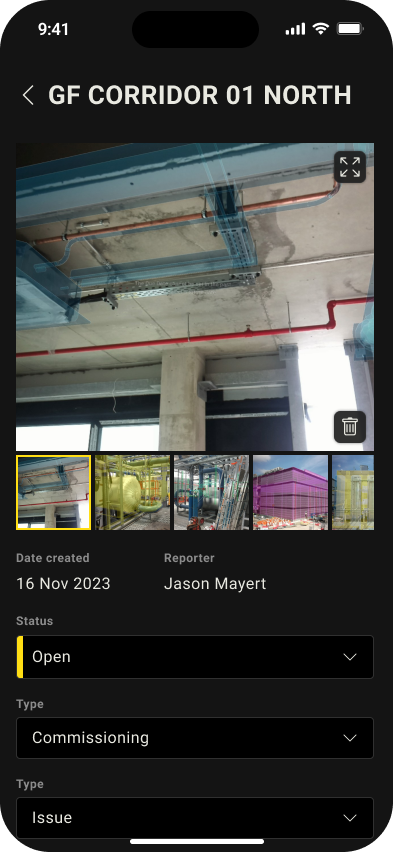 9:41
GF CORRIDOR 01 NORTH
Date created
Reporter
16 Nov 2023
Jason Mayert
Status
Open
Type
Commissioning
Type
Issue